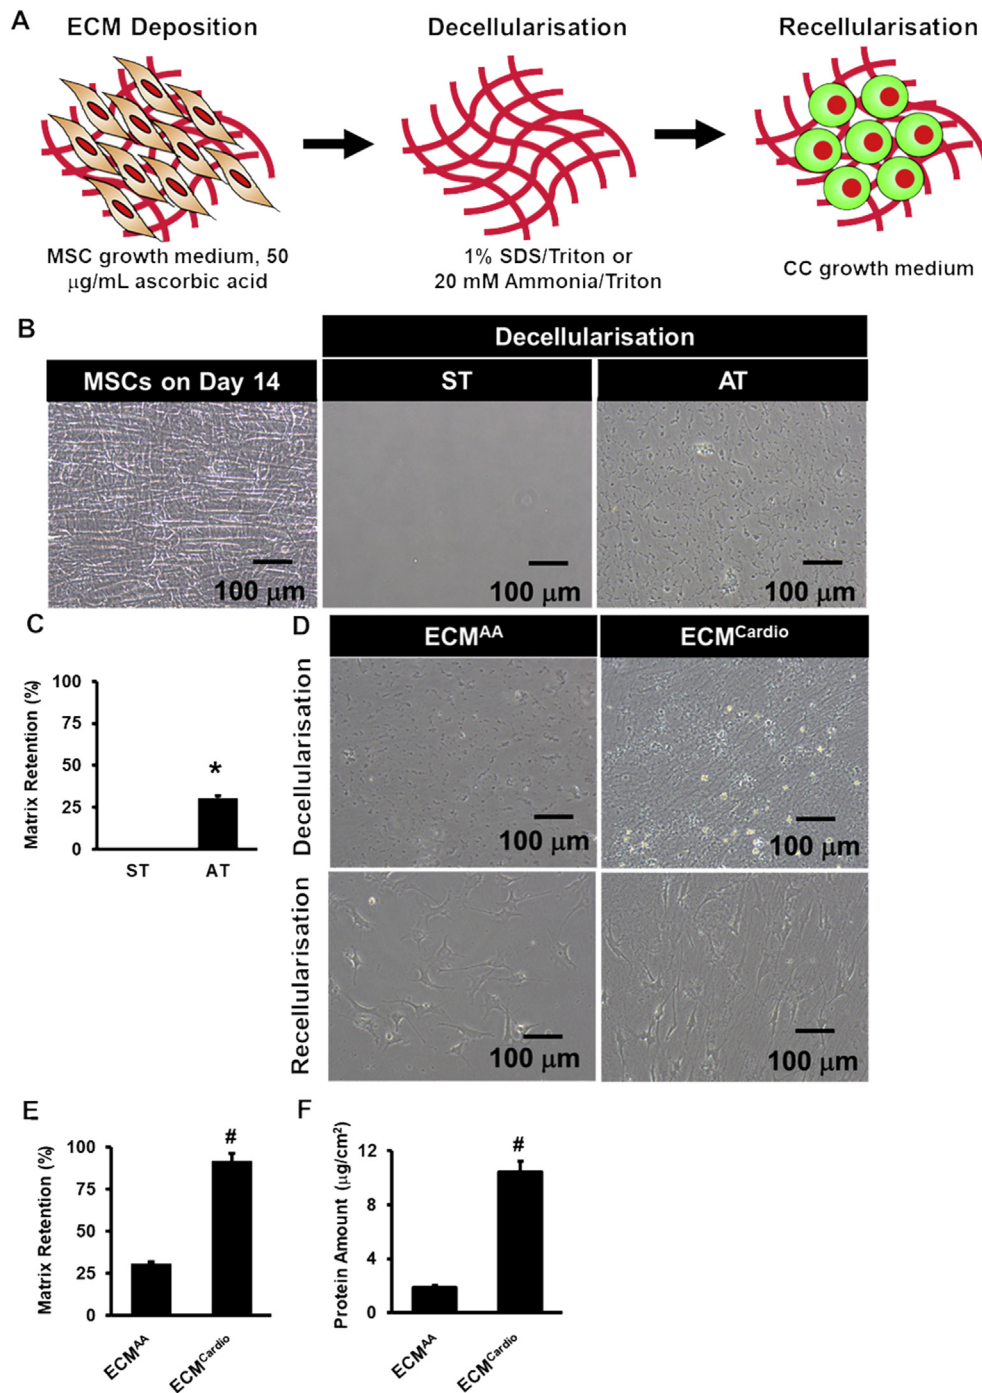 A
ECM Deposition
Decellularisation
Recellularisation
MSC growth medium, 50
μg/mL ascorbic acid
1% SDS/Triton or
20 mM Ammonia/Triton
CC growth medium
B
Decellularisation
MSCs on Day 14
ST
AT
100 μm
100 μm
100 μm
C
Matrix Retention (%)
100
75
50
25
0
*
ST
AT
D
ECM^AA
ECM^Cardio
Decellularisation
100 μm
100 μm
Recellularisation
100 μm
100 μm
E
Matrix Retention (%)
100
75
50
25
0
#
ECM^AA
ECM^Cardio
F
Protein Amount (μg/cm²)
12
8
4
0
#
ECM^AA
ECM^Cardio